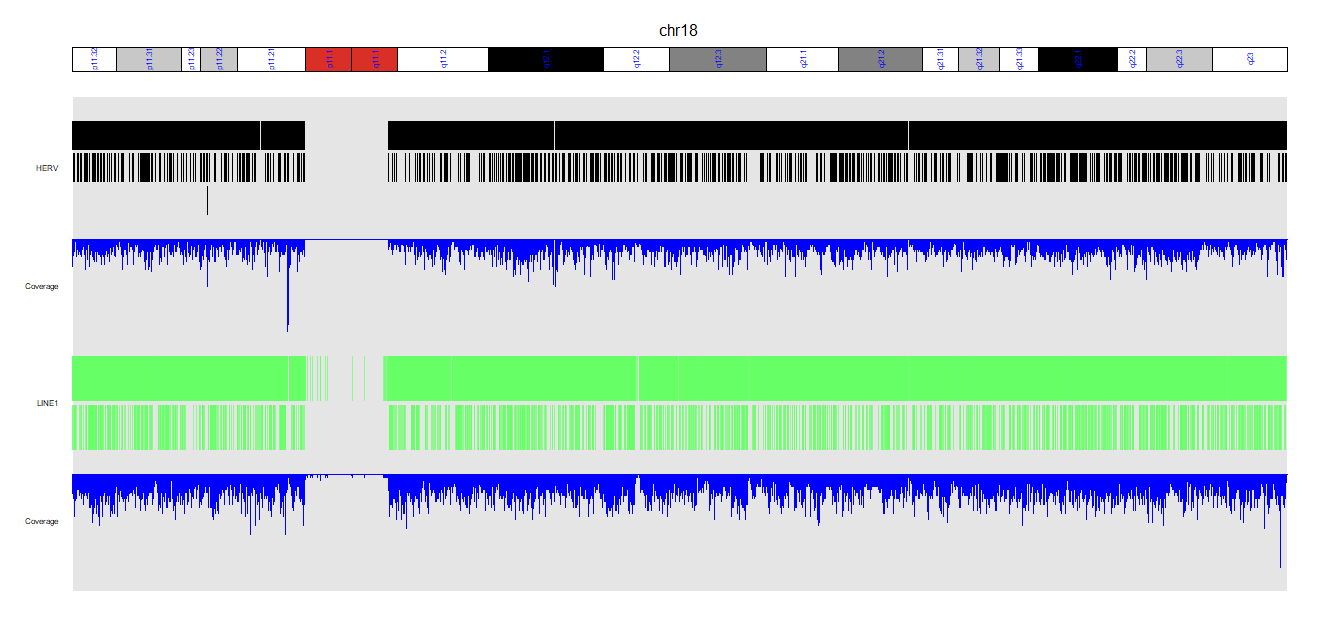 chr18
p11.32
p11.31
p11.23
p11.22
p11.21
p11.1
q11.1
q11.2
q12.1
q12.2
q12.3
q21.1
q21.2
q21.31
q21.32
q21.33
q22.1
q22.2
q22.3
q23
HERV
Coverage
LINE1
Coverage